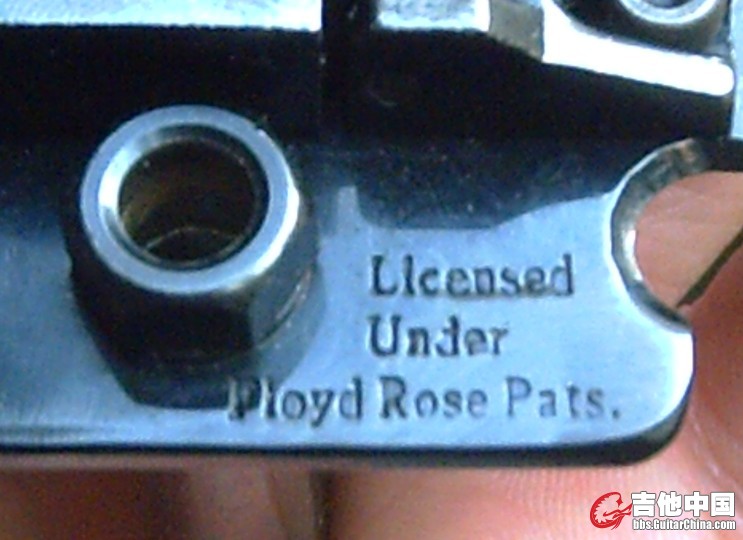 Licensed
Under
Floyd Rose Pats.
吉他中国
bbs.GuitarChina.com